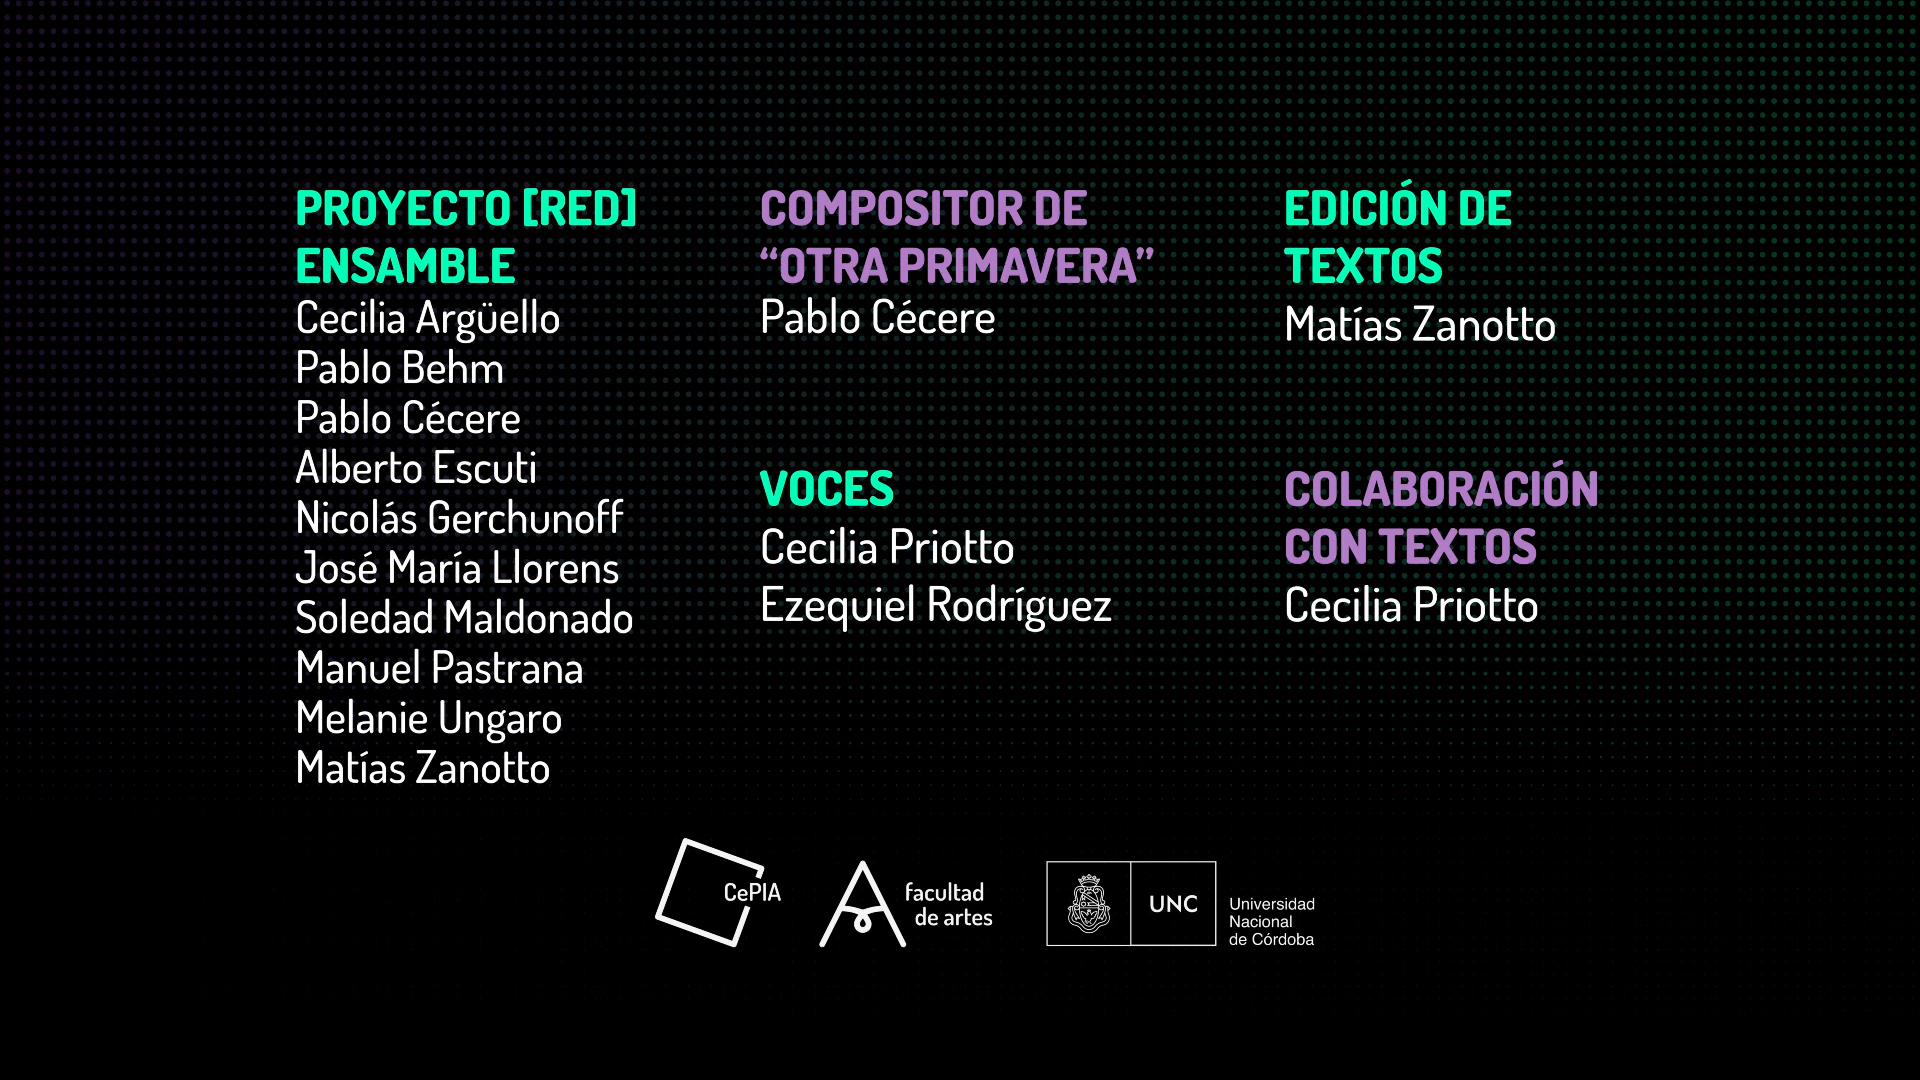 PROYECTO [RED]
ENSAMBLE
Cecilia Argüello
Pablo Behm
Pablo Cécere
Alberto Escuti
Nicolás Gerchunoff
José María Llorens
Soledad Maldonado
Manuel Pastrana
Melanie Ungaro
Matías Zanotto
COMPOSITOR DE
“OTRA PRIMAVERA”
Pablo Cécere
VOCES
Cecilia Priotto
Ezequiel Rodríguez
EDICIÓN DE
TEXTOS
Matías Zanotto
COLABORACIÓN
CON TEXTOS
Cecilia Priotto
CePIA
facultad
de artes
UNC
Universidad
Nacional
de Córdoba